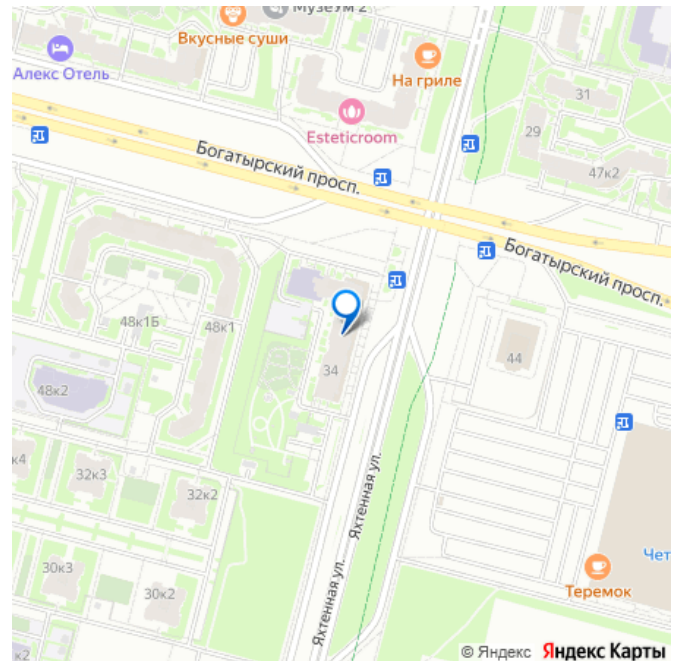 МузеУм 2
Вкусные суши
Алекс Отель
На гриле
31
Esteticroom
29
Богатырский просп.
47к2
Богатырский просп.
48к1Б
48к1
34
44
48к2
к4
32к3
32к2
Яхтенная ул.
30к3
30к2
Яхтенная ул.
Чет
Теремок
к2
© Яндекс Яндекс Карты